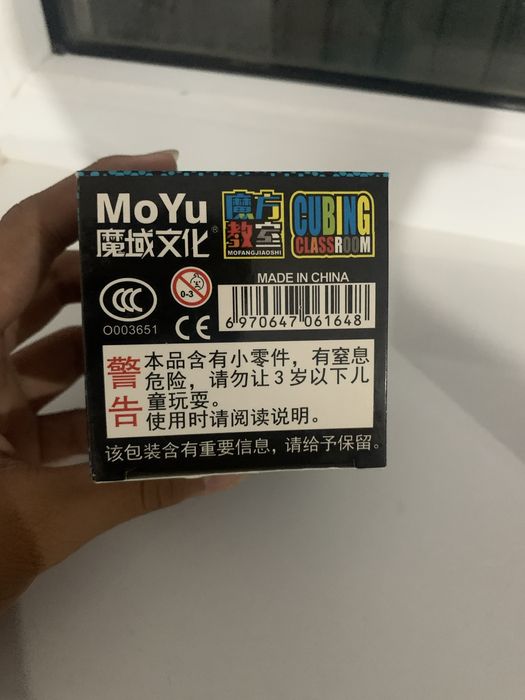 MoYu
魔域文化®
魔方
教室
MOFANGJIAOSHI
CUBING
CLASSROOM
MADE IN CHINA
CCC
O003651
0-3
CE
6 970647 061648
警告
本品含有小零件，有窒息
危险，请勿让 3 岁以下儿
童玩耍。
使用时请阅读说明。
该包装含有重要信息，请给予保留。